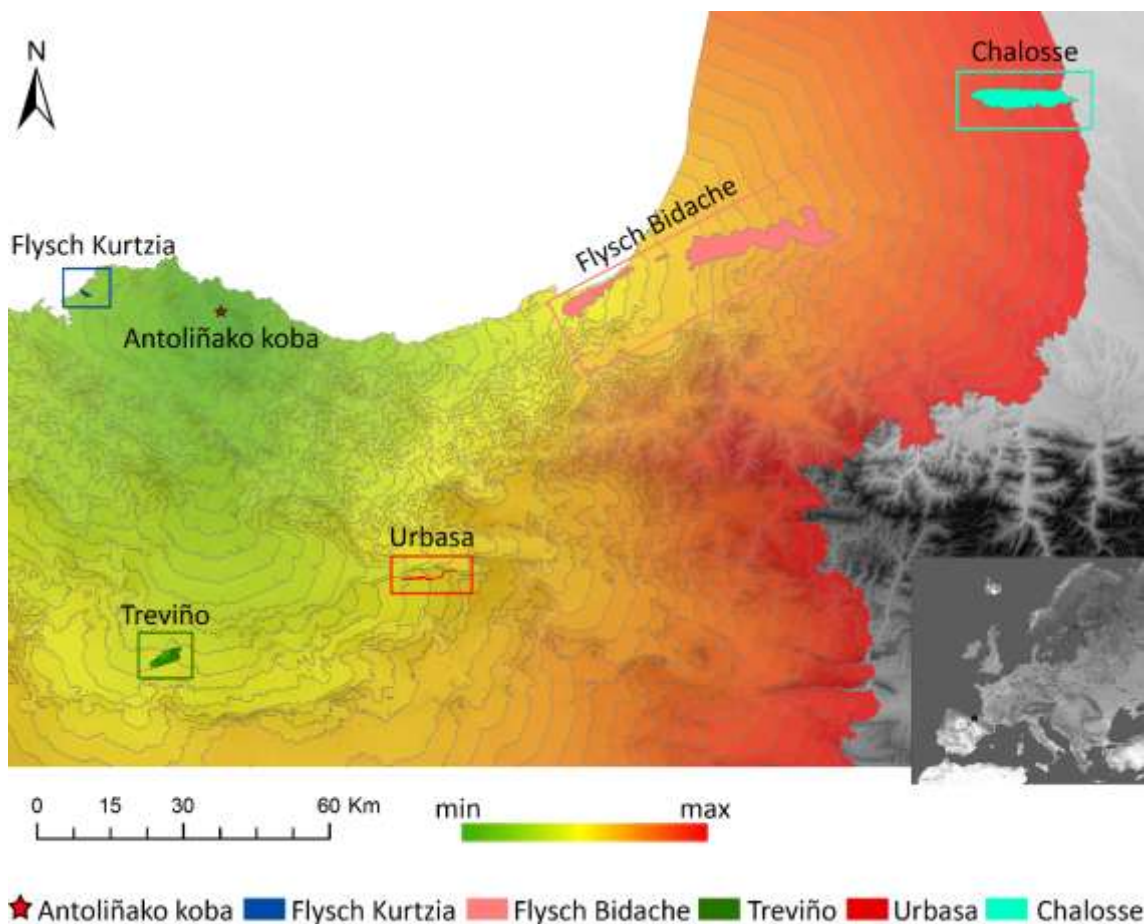 N
Chalosse
Flysch Bidache
Flysch Kurtzia
Antoliñako koba
Urbasa
Treviño
0 15 30 60 Km
min max
Antoliñako koba Flysch Kurtzia Flysch Bidache Treviño Urbasa Chalosse